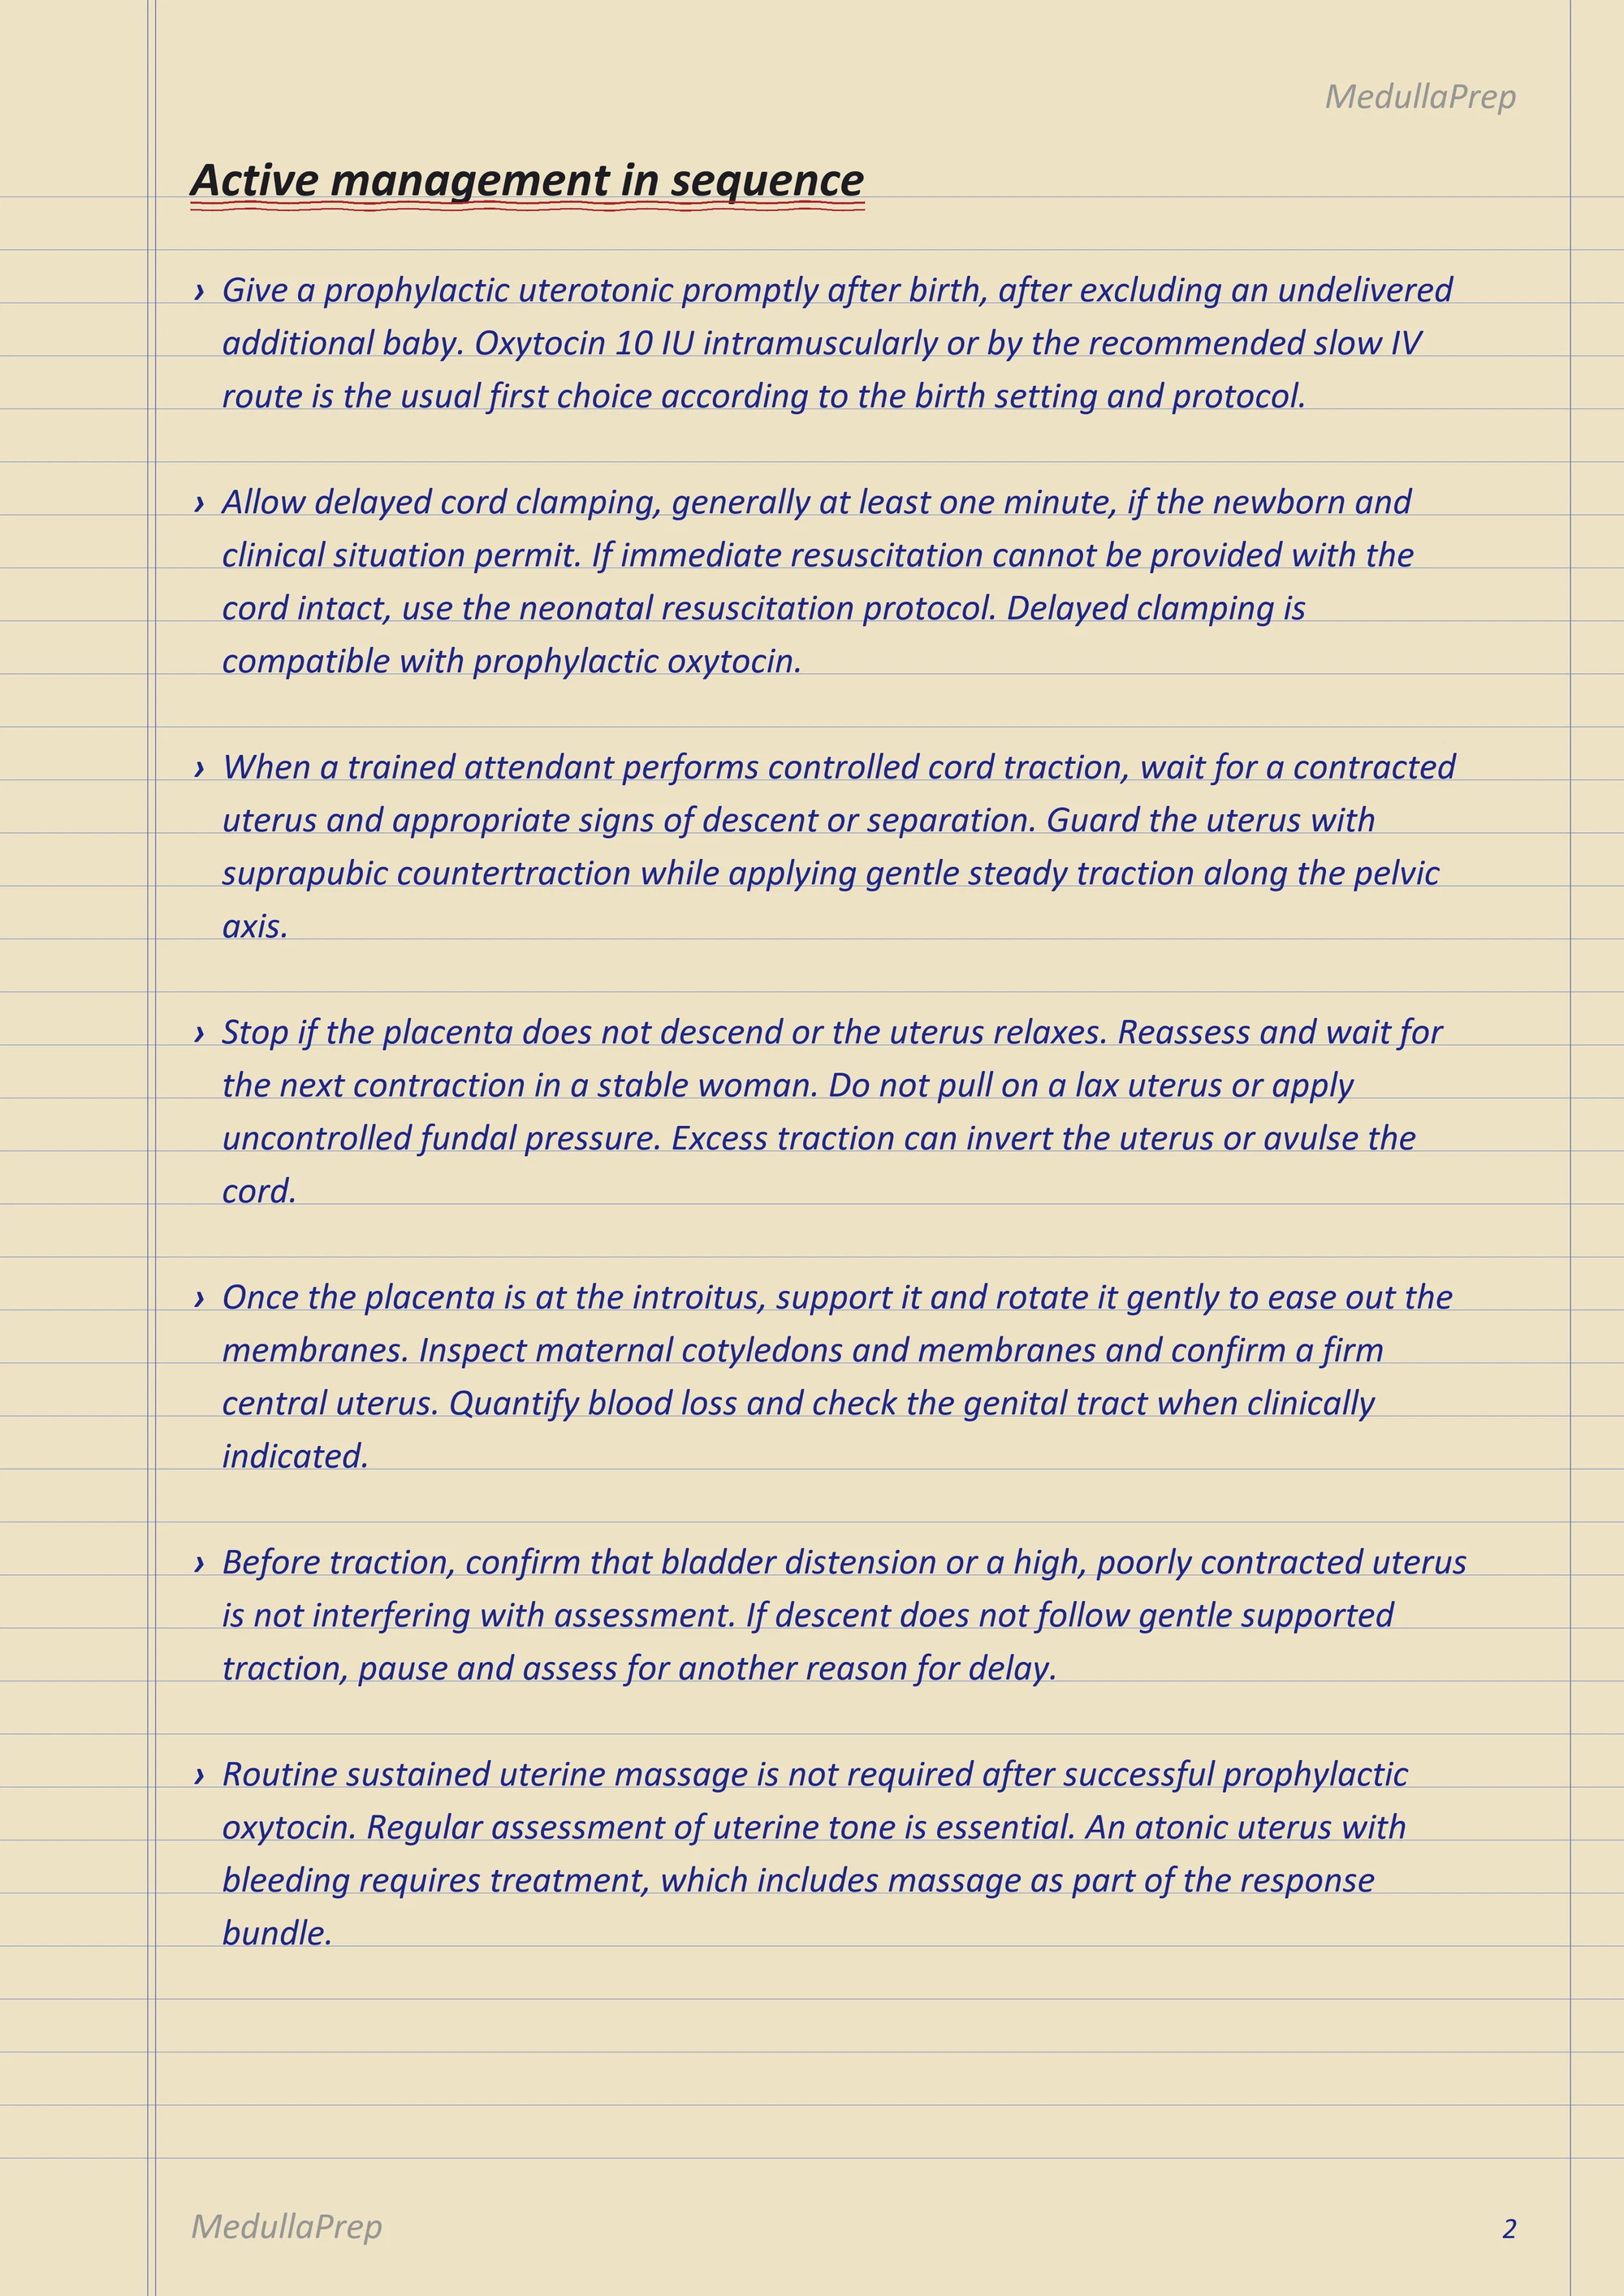 MedullaPrep
Active management in sequence
› Give a prophylactic uterotonic promptly after birth, after excluding an undelivered
additional baby. Oxytocin 10 IU intramuscularly or by the recommended slow IV
route is the usual first choice according to the birth setting and protocol.
› Allow delayed cord clamping, generally at least one minute, if the newborn and
clinical situation permit. If immediate resuscitation cannot be provided with the
cord intact, use the neonatal resuscitation protocol. Delayed clamping is
compatible with prophylactic oxytocin.
› When a trained attendant performs controlled cord traction, wait for a contracted
uterus and appropriate signs of descent or separation. Guard the uterus with
suprapubic countertraction while applying gentle steady traction along the pelvic
axis.
› Stop if the placenta does not descend or the uterus relaxes. Reassess and wait for
the next contraction in a stable woman. Do not pull on a lax uterus or apply
uncontrolled fundal pressure. Excess traction can invert the uterus or avulse the
cord.
› Once the placenta is at the introitus, support it and rotate it gently to ease out the
membranes. Inspect maternal cotyledons and membranes and confirm a firm
central uterus. Quantify blood loss and check the genital tract when clinically
indicated.
› Before traction, confirm that bladder distension or a high, poorly contracted uterus
is not interfering with assessment. If descent does not follow gentle supported
traction, pause and assess for another reason for delay.
› Routine sustained uterine massage is not required after successful prophylactic
oxytocin. Regular assessment of uterine tone is essential. An atonic uterus with
bleeding requires treatment, which includes massage as part of the response
bundle.
MedullaPrep
2